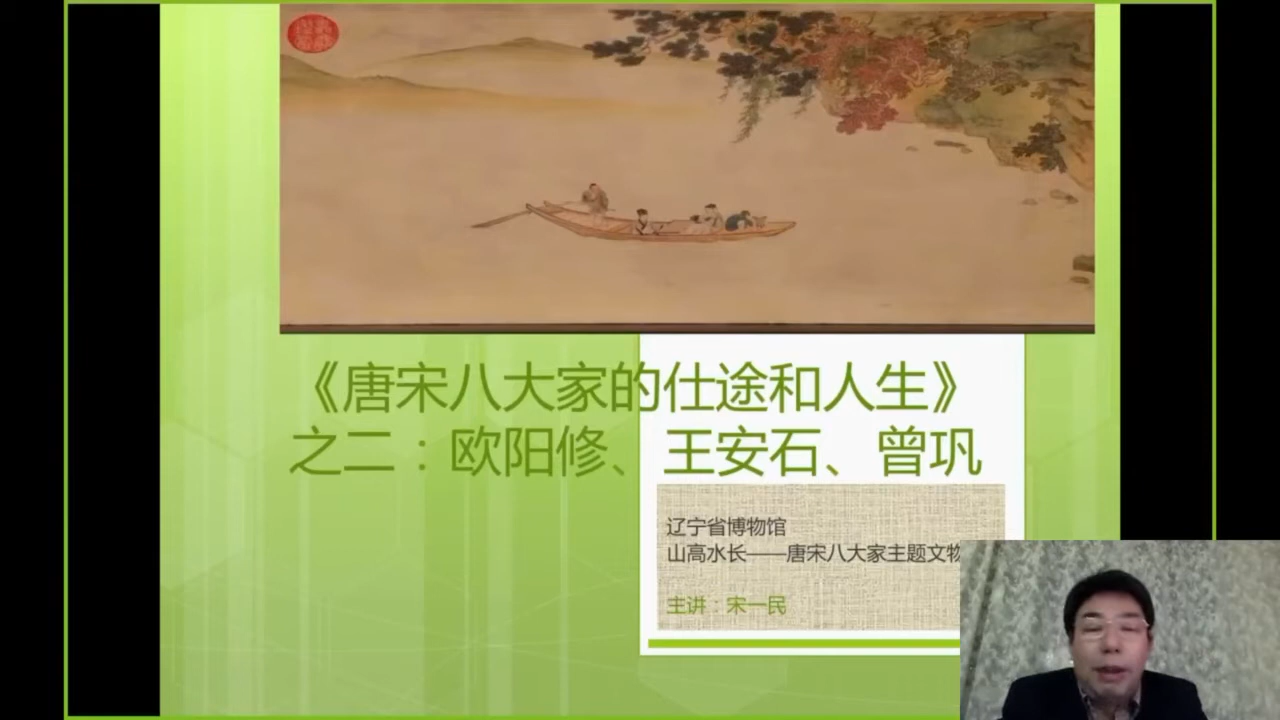 《唐宋八大家的仕途和人生》
之二：欧阳修、王安石、曾巩
辽宁省博物馆
山高水长——唐宋八大家主题文物
主讲：宋一民